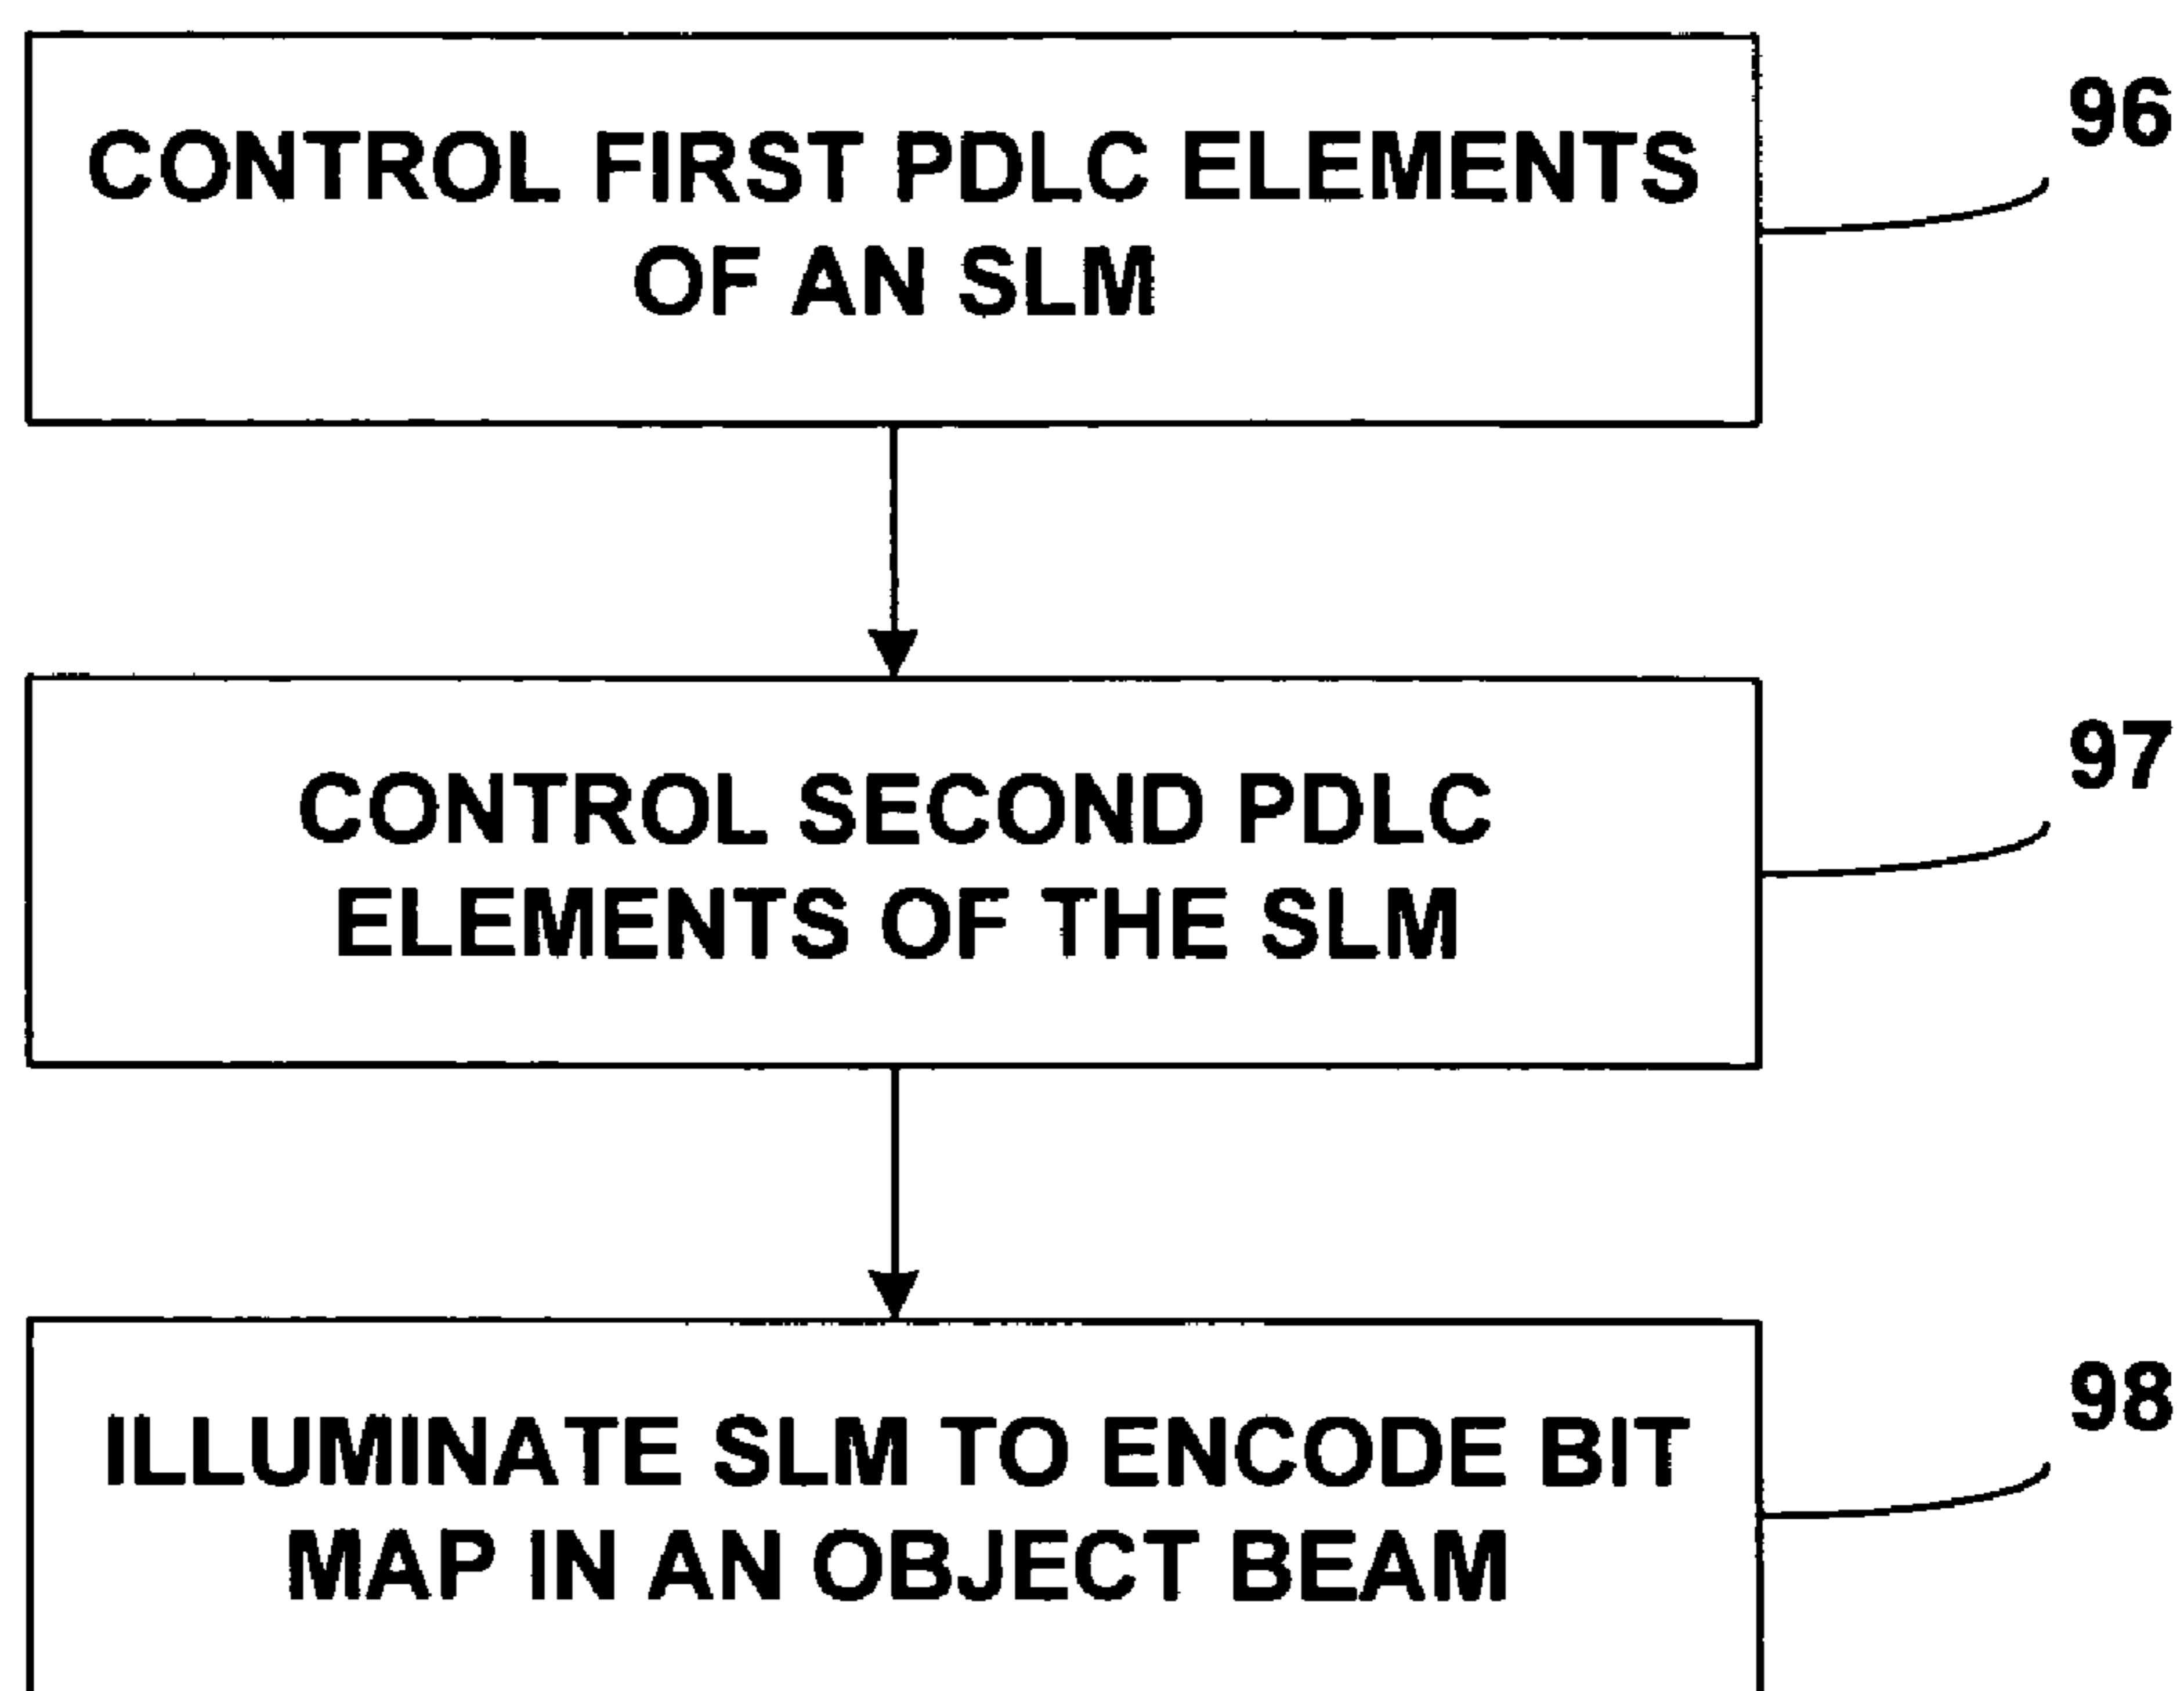 CONTROL FIRST PDLC ELEMENTS
OF AN SLM
96
CONTROL SECOND PDLC
ELEMENTS OF THE SLM
97
ILLUMINATE SLM TO ENCODE BIT
MAP IN AN OBJECT BEAM
98